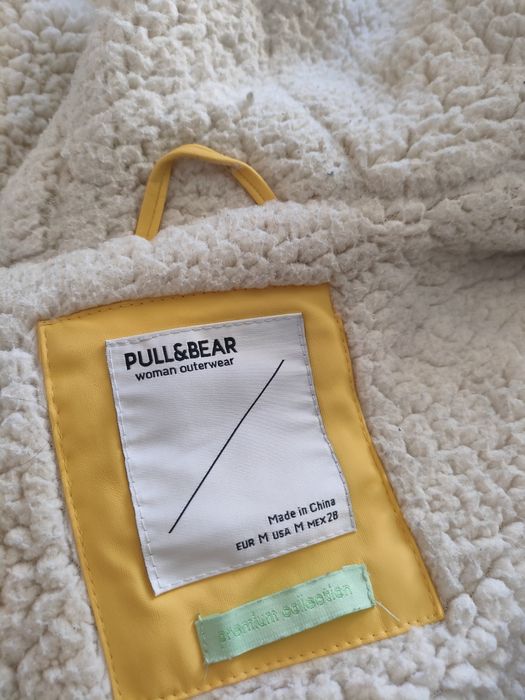 PULL&BEAR
woman outerwear
Made in China
EUR M USA M MEX 28
premium collection